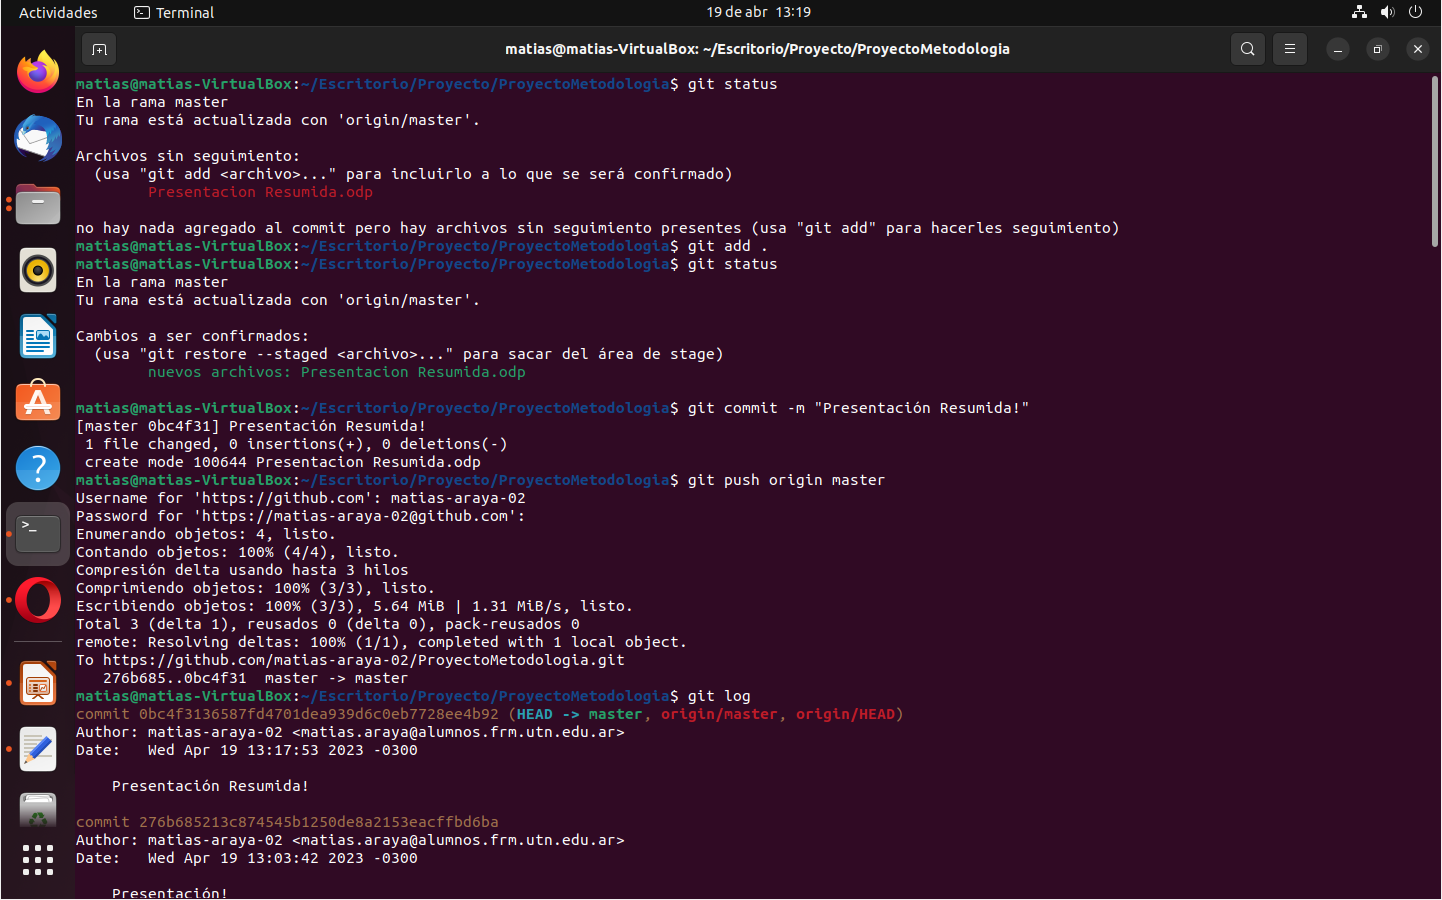 Actividades
Terminal
19 de abr 13:19
matias@matias-VirtualBox: ~/Escritorio/Proyecto/ProyectoMetodologia
matias@matias-VirtualBox:~/Escritorio/Proyecto/ProyectoMetodologia$ git status
En la rama master
Tu rama está actualizada con 'origin/master'.
Archivos sin seguimiento:
(usa "git add <archivo>..." para incluirlo a lo que se será confirmado)
Presentacion Resumida.odp
no hay nada agregado al commit pero hay archivos sin seguimiento presentes (usa "git add" para hacerles seguimiento)
matias@matias-VirtualBox:~/Escritorio/Proyecto/ProyectoMetodologia$ git add .
matias@matias-VirtualBox:~/Escritorio/Proyecto/ProyectoMetodologia$ git status
En la rama master
Tu rama está actualizada con 'origin/master'.
Cambios a ser confirmados:
(usa "git restore --staged <archivo>..." para sacar del área de stage)
nuevos archivos: Presentacion Resumida.odp
matias@matias-VirtualBox:~/Escritorio/Proyecto/ProyectoMetodologia$ git commit -m "Presentación Resumida!"
[master 0bc4f31] Presentación Resumida!
1 file changed, 0 insertions(+), 0 deletions(-)
create mode 100644 Presentacion Resumida.odp
matias@matias-VirtualBox:~/Escritorio/Proyecto/ProyectoMetodologia$ git push origin master
Username for 'https://github.com': matias-araya-02
Password for 'https://matias-araya-02@github.com':
Enumerando objetos: 4, listo.
Contando objetos: 100% (4/4), listo.
Compresión delta usando hasta 3 hilos
Comprimiendo objetos: 100% (3/3), listo.
Escribiendo objetos: 100% (3/3), 5.64 MiB | 1.31 MiB/s, listo.
Total 3 (delta 1), reusados 0 (delta 0), pack-reusados 0
remote: Resolving deltas: 100% (1/1), completed with 1 local object.
To https://github.com/matias-araya-02/ProyectoMetodologia.git
276b685..0bc4f31 master -> master
matias@matias-VirtualBox:~/Escritorio/Proyecto/ProyectoMetodologia$ git log
commit 0bc4f3136587fd4701dea939d6c0eb7728ee4b92 (HEAD -> master, origin/master, origin/HEAD)
Author: matias-araya-02 <matias.araya@alumnos.frm.utn.edu.ar>
Date: Wed Apr 19 13:17:53 2023 -0300
Presentación Resumida!
commit 276b685213c874545b1250de8a2153eacffbd6ba
Author: matias-araya-02 <matias.araya@alumnos.frm.utn.edu.ar>
Date: Wed Apr 19 13:03:42 2023 -0300
Presentación!